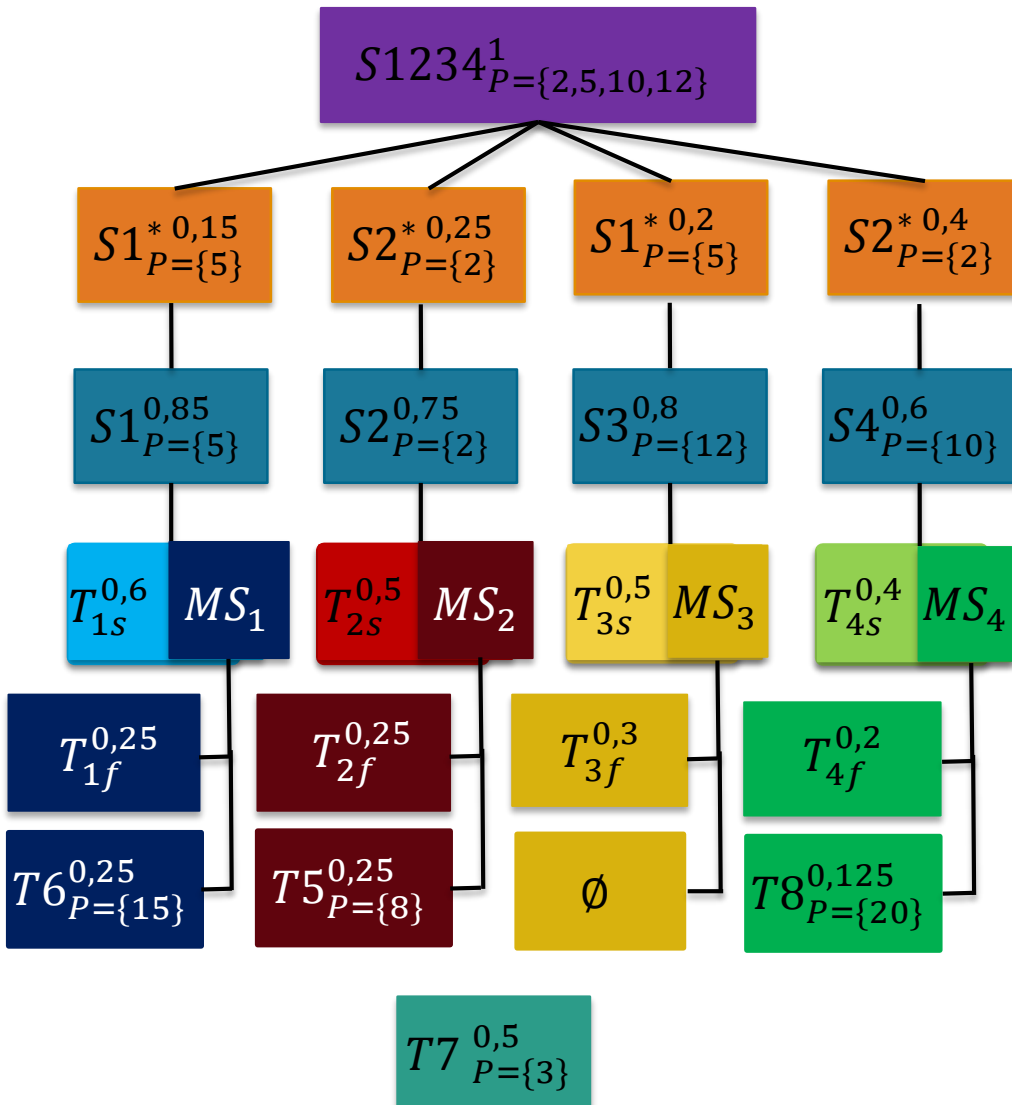 S1234^1_{P={2,5,10,12}}
S1^{* 0,15}_{P={5}} S2^{* 0,25}_{P={2}} S1^{* 0,2}_{P={5}} S2^{* 0,4}_{P={2}}
S1^{0,85}_{P={5}} S2^{0,75}_{P={2}} S3^{0,8}_{P={12}} S4^{0,6}_{P={10}}
T^{0,6}_{1s} MS_1 T^{0,5}_{2s} MS_2 T^{0,5}_{3s} MS_3 T^{0,4}_{4s} MS_4
T^{0,25}_{1f} T^{0,25}_{2f} T^{0,3}_{3f} T^{0,2}_{4f}
T6^{0,25}_{P={15}} T5^{0,25}_{P={8}} ∅ T8^{0,125}_{P={20}}
T7^{0,5}_{P={3}}